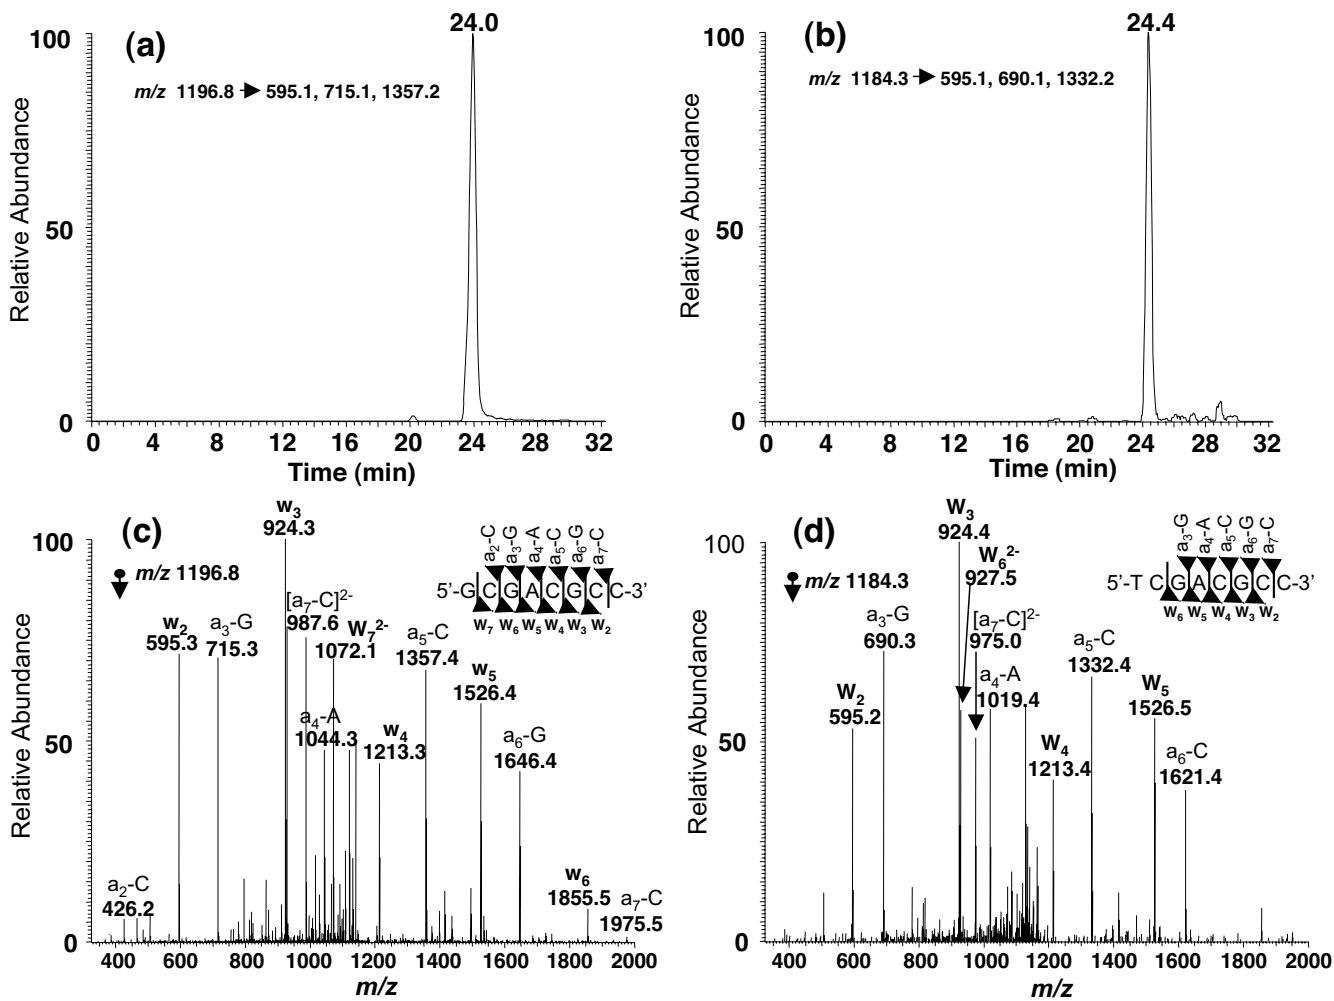 (a)
24.0
m/z 1196.8 → 595.1, 715.1, 1357.2
Relative Abundance
100
50
0
0 4 8 12 16 20 24 28 32
Time (min)
(b)
24.4
m/z 1184.3 → 595.1, 690.1, 1332.2
Relative Abundance
100
50
0
0 4 8 12 16 20 24 28 32
Time (min)
(c)
m/z 1196.8
Relative Abundance
100
50
0
w3
924.3
w2
595.3
a3-G
715.3
[a7-C]2-
987.6
W72-
1072.1
a4-A
1044.3
w4
1213.3
a5-C
1357.4
w5
1526.4
a6-G
1646.4
w6
1855.5
a7-C
1975.5
a2-C
426.2
a2-C a3-G a4-A a5-C a6-G a7-C
5'-GCGACGCC-3'
w7 w6 w5 w4 w3 w2
400 600 800 1000 1200 1400 1600 1800 2000
m/z
(d)
m/z 1184.3
Relative Abundance
100
50
0
W3
924.4
W62-
927.5
[a7-C]2-
975.0
a3-G
690.3
W2
595.2
a4-A
1019.4
W4
1213.4
a5-C
1332.4
W5
1526.5
a6-C
1621.4
a3-G a4-A a5-C a6-G a7-C
5'-T CGACGCC-3'
w6 w5 w4 w3 w2
400 600 800 1000 1200 1400 1600 1800 2000
m/z